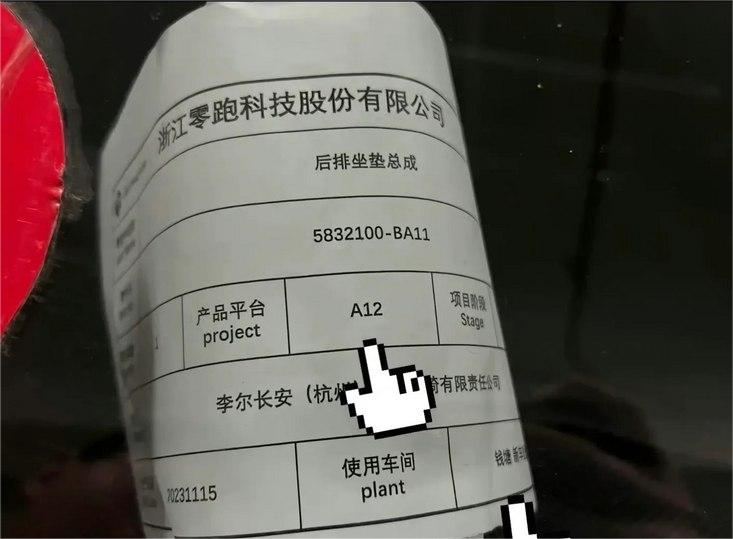 浙江零跑科技股份有限公司
后排坐垫总成
5832100-BA11
产品平台
project
A12
项目阶段
Stage
李尔长安（杭州 有限责任公司
20231115
使用车间
plant
钱塘